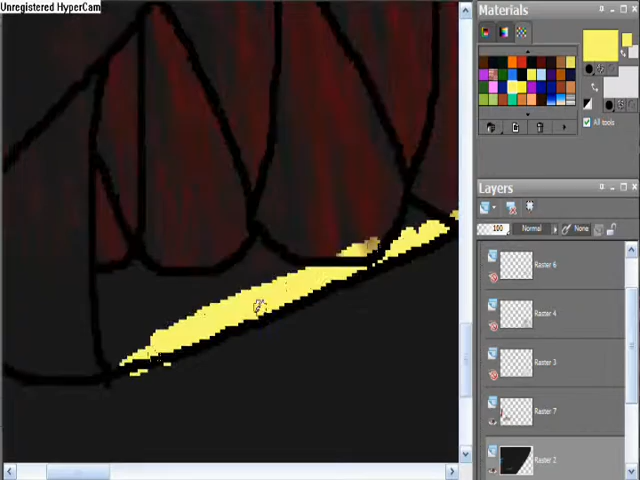 Unregistered HyperCam
Materials
All tools
Layers
100 Normal None
Raster 6
Raster 4
Raster 3
Raster 7
Raster 2